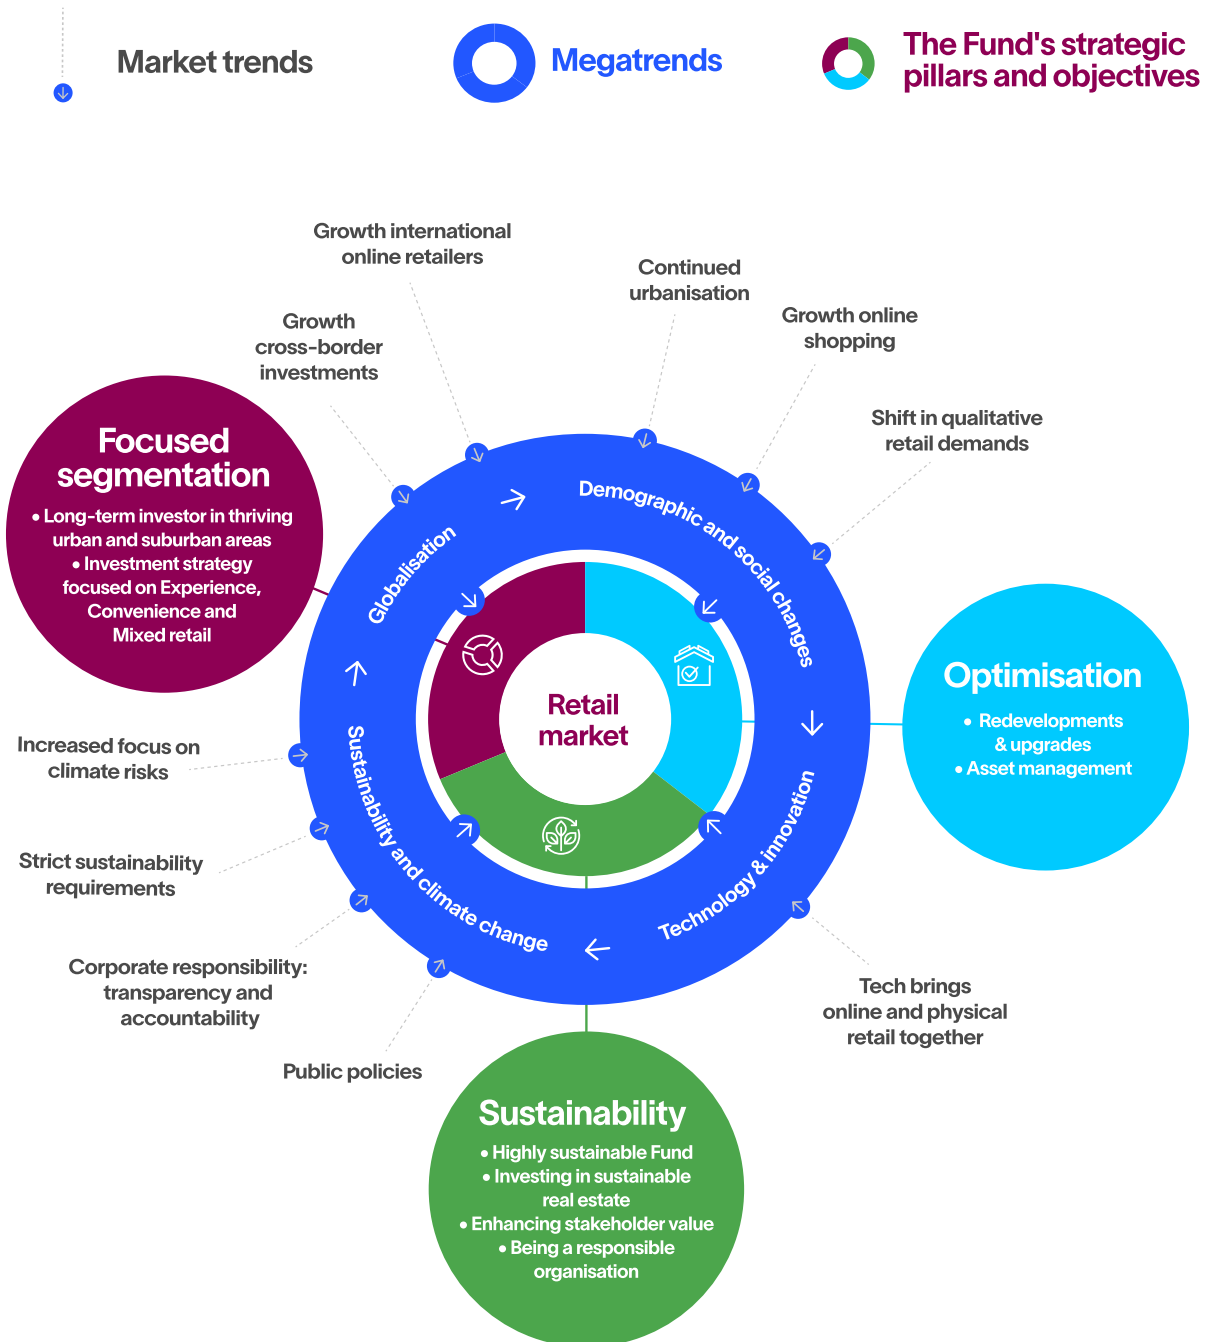 Market trends
Megatrends
The Fund's strategic
pillars and objectives
Growth international
online retailers
Continued
urbanisation
Growth online
shopping
Growth
cross-border
investments
Shift in qualitative
retail demands
Focused
segmentation
• Long-term investor in thriving
urban and suburban areas
• Investment strategy
focused on Experience,
Convenience and
Mixed retail
Globalisation
Demographic and social changes
Optimisation
• Redevelopments
& upgrades
• Asset management
Retail
market
Increased focus on
climate risks
Sustainability and climate change
Technology & innovation
Strict sustainability
requirements
Corporate responsibility:
transparency and
accountability
Tech brings
online and physical
retail together
Public policies
Sustainability
• Highly sustainable Fund
• Investing in sustainable
real estate
• Enhancing stakeholder value
• Being a responsible
organisation